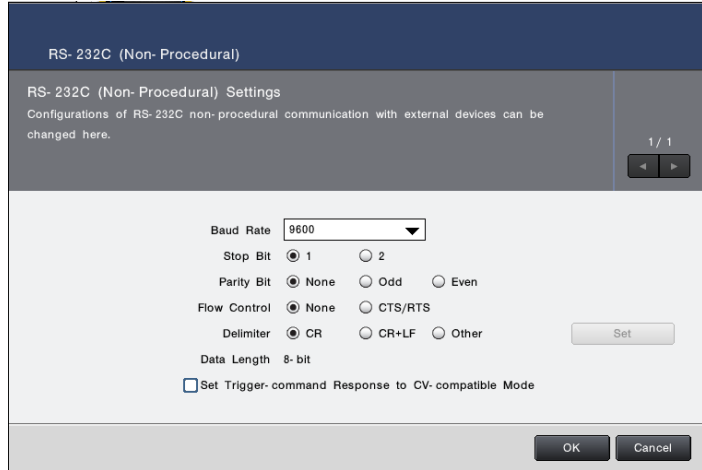 RS-232C (Non-Procedural)
RS-232C (Non-Procedural) Settings
Configurations of RS-232C non-procedural communication with external devices can be
changed here.
1/1
Baud Rate 9600
Stop Bit 1 2
Parity Bit None Odd Even
Flow Control None CTS/RTS
Delimiter CR CR+LF Other Set
Data Length 8-bit
Set Trigger-command Response to CV-compatible Mode
OK Cancel